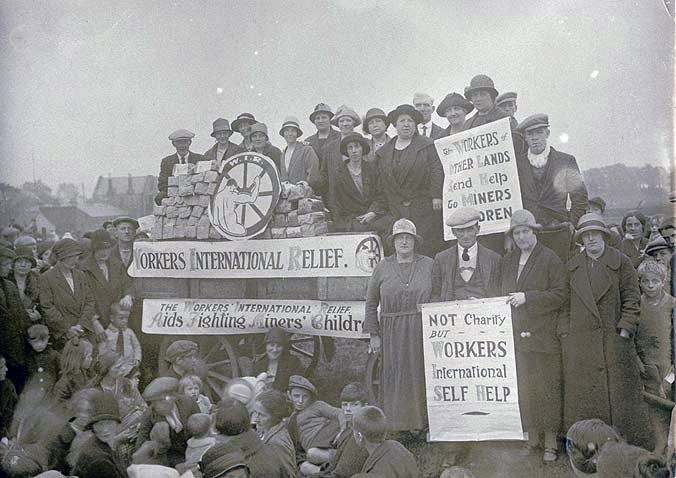 W.I.R
The WORKERS of
OTHER LANDS
Send Help
To MINERS
WORKERS INTERNATIONAL RELIEF.
THE WORKERS' INTERNATIONAL RELIEF.
Aids Fighting Miners' Children
NOT Charity
BUT
WORKERS
International
SELF HELP